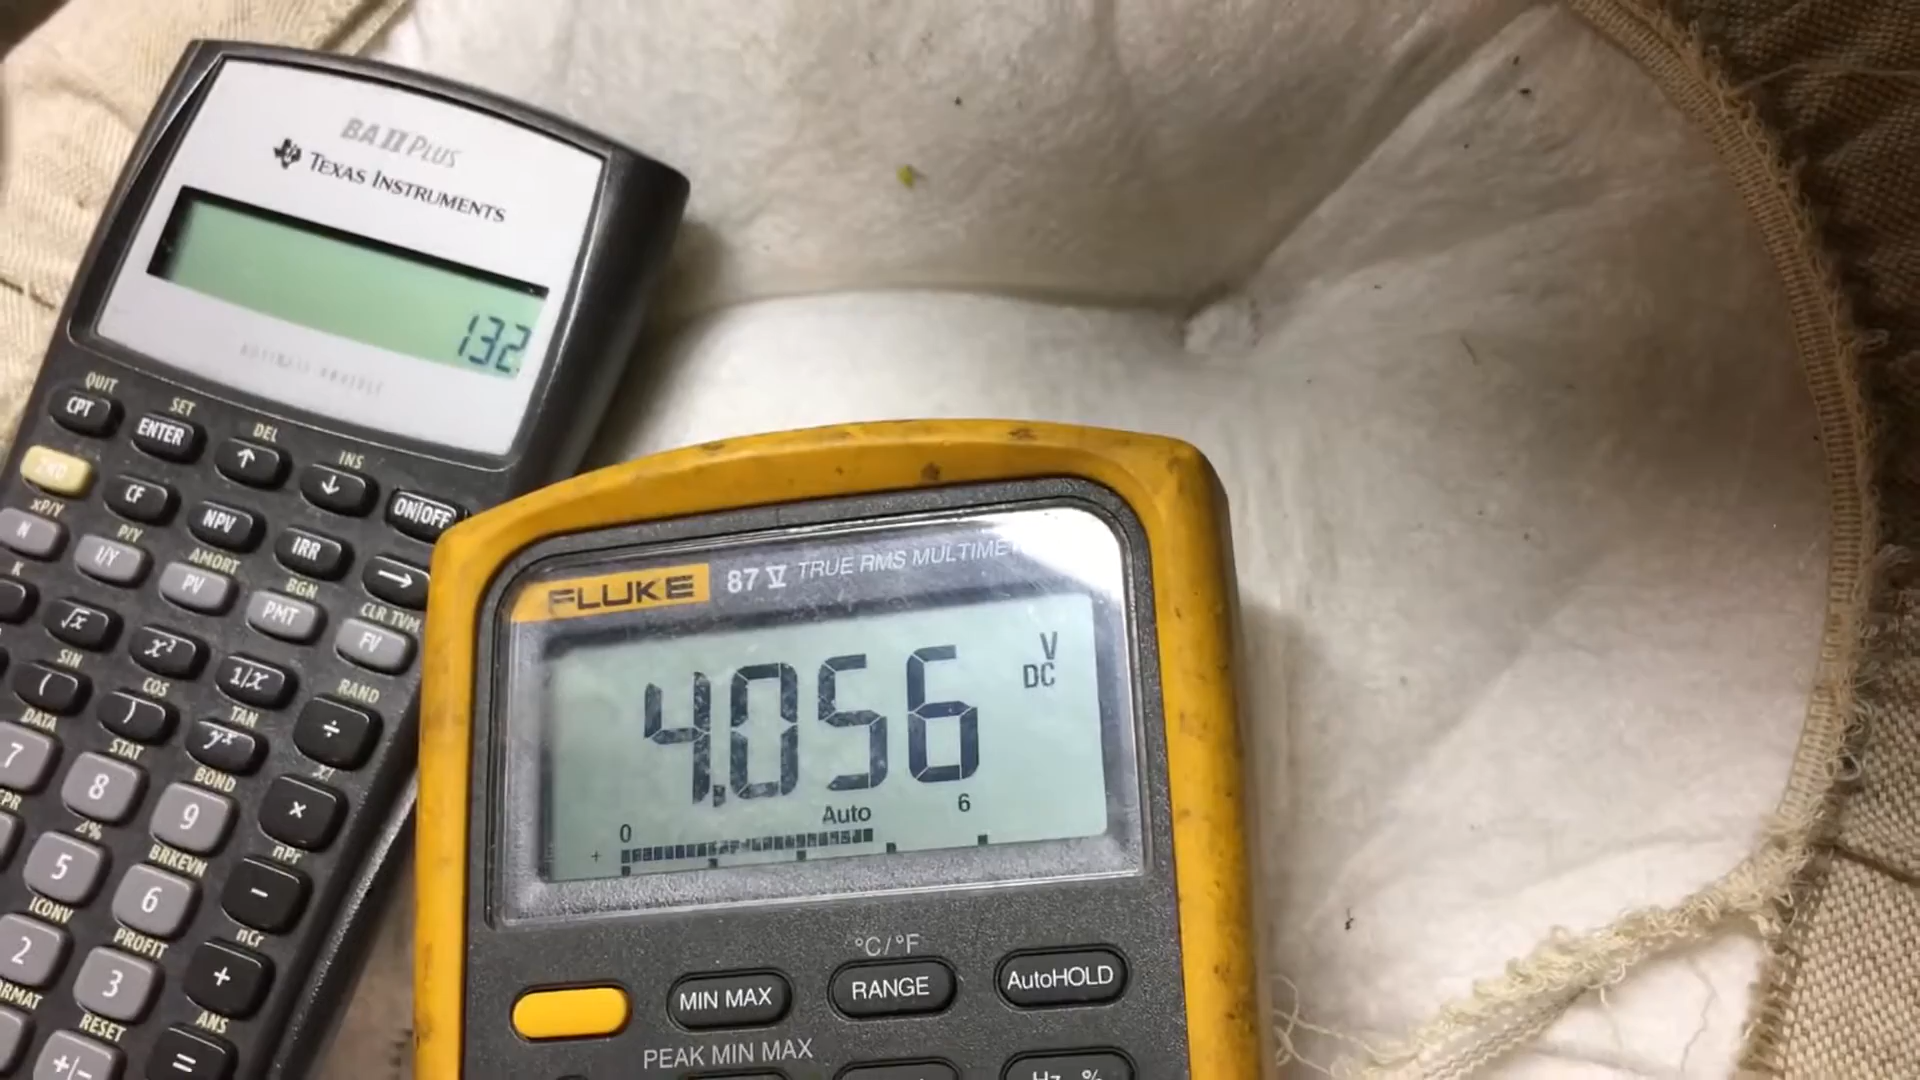 BA II PLUS
TEXAS INSTRUMENTS
132
QUIT
CPT
SET
ENTER
DEL
↑
INS
↓
ON/OFF
2ND
CF
NPV
IRR
→
xP/Y
N
P/Y
I/Y
AMORT
PV
BGN
PMT
CLR TVM
FV
K
√x
x²
1/x
RAND
÷
SIN
(
COS
)
TAN
yˣ
x!
×
DATA
7
STAT
8
BOND
9
nPr
−
Δ%
5
BRKEVN
6
nCr
+
ICONV
2
PROFIT
3
ANS
=
RESET
+/−
FLUKE
87 V TRUE RMS MULTIME
4.056
V
DC
Auto
0
6
+
°C/°F
MIN MAX
RANGE
AutoHOLD
PEAK MIN MAX
Hz %